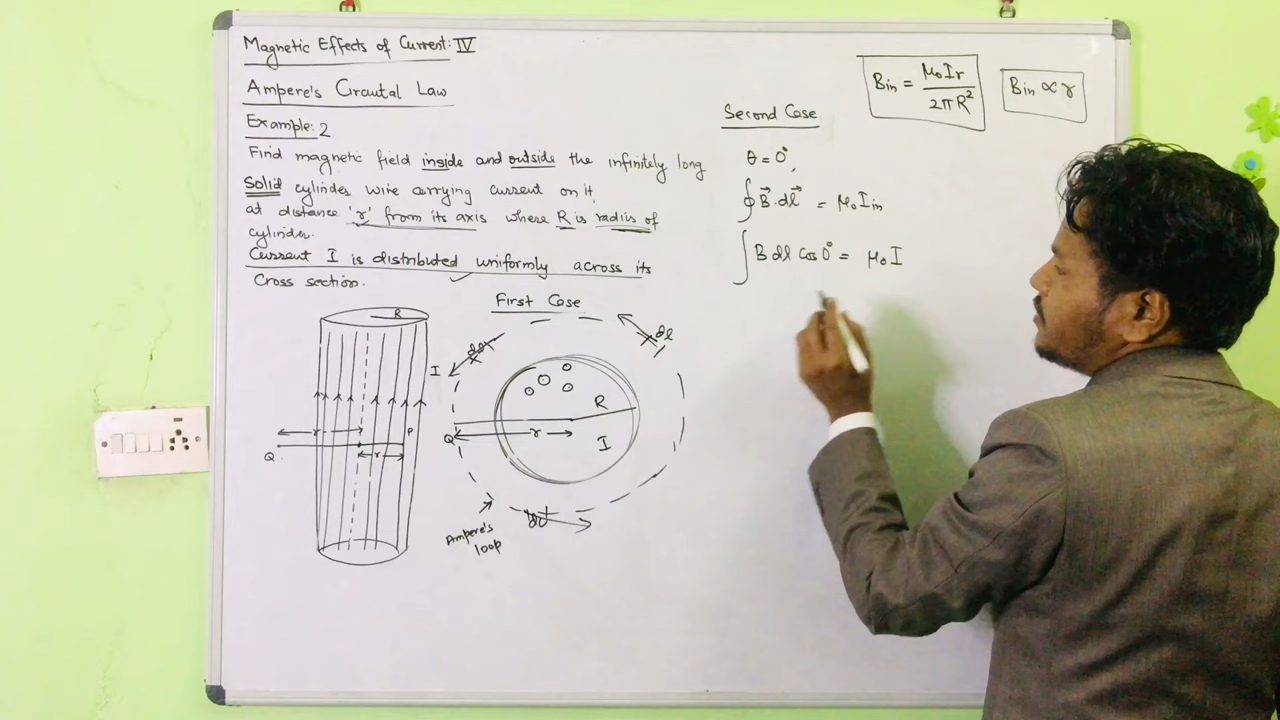 Magnetic Effects of Current: IV
Ampere's Circuital Law
Example: 2
Find magnetic field inside and outside the infinitely long
Solid cylinder wire carrying current on it,
at distance 'r' from its axis where R is radius of
cylinder.
Current I is distributed uniformly across its
Cross section.
First Case
R
I
P
r
r
Q
dl
dl
R
r
I
Q
dl
Ampere's
loop
Second Case
θ = 0°,
∮ B⃗ . dl⃗ = μ₀ Iin
∫ B dl cos 0° = μ₀ I
Bin = μ₀Ir / 2πR²
Bin ∝ r